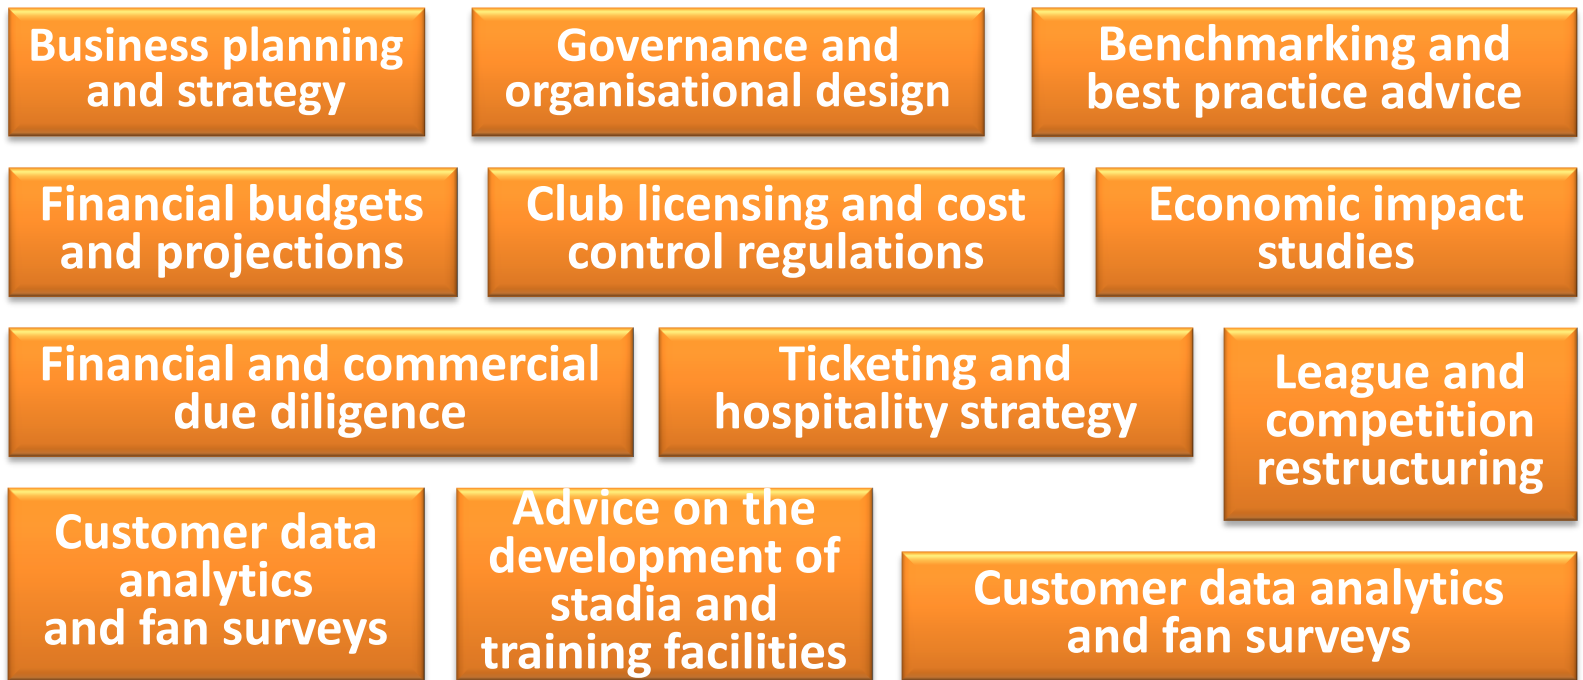 Business planning
and strategy
Governance and
organisational design
Benchmarking and
best practice advice
Financial budgets
and projections
Club licensing and cost
control regulations
Economic impact
studies
Financial and commercial
due diligence
Ticketing and
hospitality strategy
League and
competition
restructuring
Customer data
analytics
and fan surveys
Advice on the
development of
stadia and
training facilities
Customer data analytics
and fan surveys